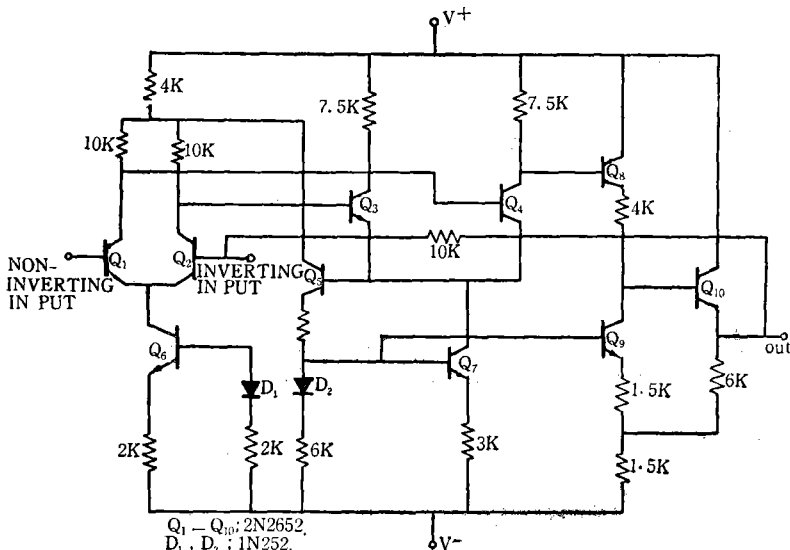 V+
4K
7.5K
7.5K
10K
10K
Q8
Q3
Q4
4K
10K
NON-
INVERTING
IN PUT
Q1
Q2
INVERTING
IN PUT
Q5
Q10
Q6
Q7
Q9
out
D1
D2
1.5K
6K
2K
2K
6K
3K
1.5K
Q1 – Q10; 2N2652,
D1, D2; 1N252.
V-